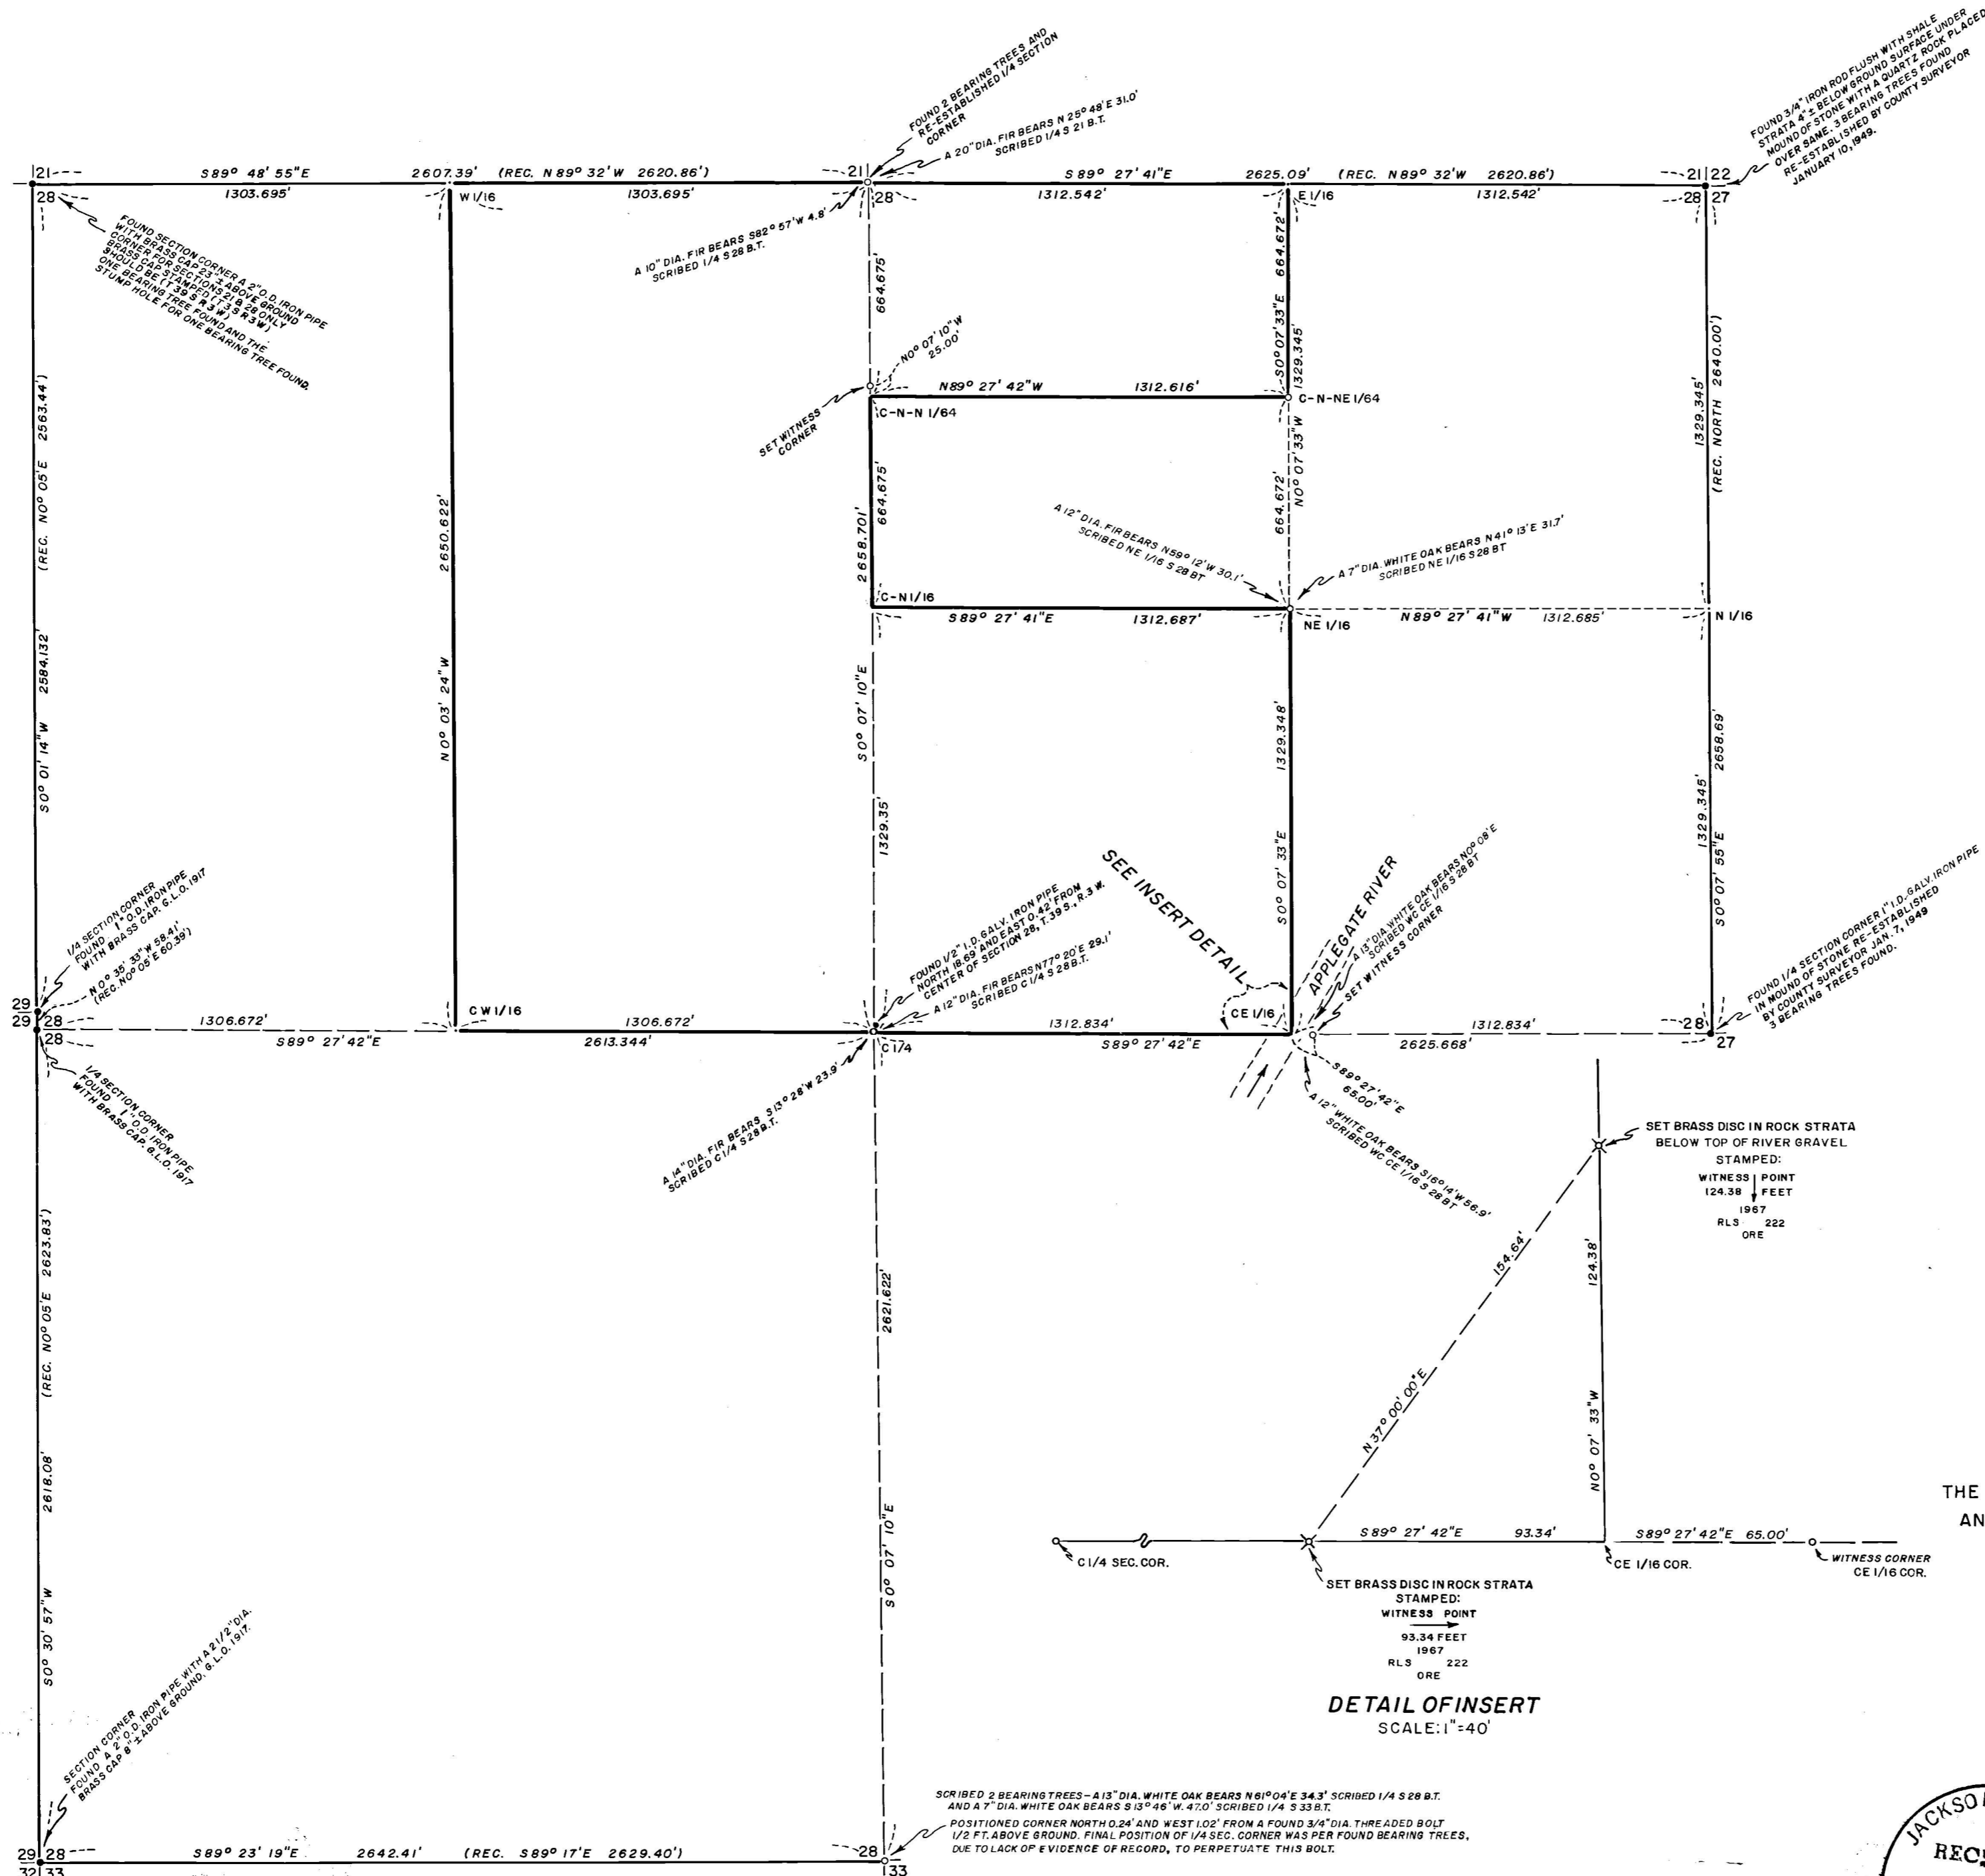 FOUND 3/4" IRON ROD FLUSH WITH SHALE
STRATA 4"± BELOW GROUND SURFACE UNDER
MOUND OF STONE WITH A QUARTZ ROCK PLACED
OVER SAME. 3 BEARING TREES FOUND
RE-ESTABLISHED BY COUNTY SURVEYOR
JANUARY 10, 1949.
FOUND 2 BEARING TREES AND
RE-ESTABLISHED 1/4 SECTION
CORNER
A 20" DIA. FIR BEARS N 25° 48' E 31.0'
SCRIBED 1/4 S 21 B.T.
21
S89° 48' 55"E 2607.39' (REC. N 89° 32' W 2620.86')
21
S 89° 27' 41"E 2625.09' (REC. N89° 32'W 2620.86')
21 22
28
1303.695'
W 1/16
1303.695'
28
1312.542'
E 1/16
1312.542'
28 27
FOUND SECTION CORNER A 2" O.D. IRON PIPE
WITH BRASS CAP 23"± ABOVE GROUND
CORNER FOR SECTIONS 21 & 28 ONLY
BRASS CAP STAMPED (T 3 S R 3 W)
SHOULD BE (T 39 S R 3 W)
ONE BEARING TREE FOUND AND THE
STUMP HOLE FOR ONE BEARING TREE FOUND.
A 10" DIA. FIR BEARS S82° 57' W 4.8'
SCRIBED 1/4 S 28 B.T.
664.675'
S0° 07' 33"E 664.672'
1329.345'
N0° 07' 10" W
25.00'
SET WITNESS
CORNER
N89° 27' 42"W 1312.616'
C-N-N 1/64
C-N-NE 1/64
(REC. N0° 05' E 2563.44')
S0° 01' 14" W 2584.132'
2650.622'
N0° 03' 24" W
664.675'
2658.701'
664.672'
N0° 07' 33"W
1329.345'
(REC. NORTH 2640.00')
A 12" DIA. FIR BEARS N59° 12' W 30.1'
SCRIBED NE 1/16 S 28 BT
A 7" DIA. WHITE OAK BEARS N 41° 13' E 31.7'
SCRIBED NE 1/16 S 28 BT
C-N 1/16
S 89° 27' 41"E 1312.687'
NE 1/16
N 89° 27' 41"W 1312.685'
N 1/16
S0° 07' 10"E
1329.35'
1329.348'
S0° 07' 33"E
2658.69'
1329.345'
S0° 07' 55"E
SEE INSERT DETAIL
APPLEGATE RIVER
A 13" DIA. WHITE OAK BEARS N0° 08' E
SCRIBED WC CE 1/16 S 28 BT
SET WITNESS CORNER
FOUND 1/4 SECTION CORNER 1" I.D. GALV. IRON PIPE
IN MOUND OF STONE RE-ESTABLISHED
BY COUNTY SURVEYOR JAN. 7, 1949
3 BEARING TREES FOUND.
1/4 SECTION CORNER
FOUND 1" O.D. IRON PIPE
WITH BRASS CAP. G.L.O. 1917
N 0° 35' 33" W 58.41'
(REC. N0° 05' E 60.39')
FOUND 1/2" I.D. GALV. IRON PIPE
NORTH 18.69' AND EAST 0.42' FROM
CENTER OF SECTION 28, T. 39 S., R. 3 W.
A 12" DIA. FIR BEARS N77° 20' E 29.1'
SCRIBED C 1/4 S 28 B.T.
29
29 28
28
1306.672'
CW 1/16
1306.672'
CE 1/16
1312.834'
1312.834'
28
27
S89° 27' 42"E
2613.344'
C 1/4
S89° 27' 42"E
2625.668'
1/4 SECTION CORNER
FOUND 1" O.D. IRON PIPE
WITH BRASS CAP. G.L.O. 1917
A 14" DIA. FIR BEARS S13° 28' W 23.9'
SCRIBED C 1/4 S 28 B.T.
S 89° 27' 42"E
65.00'
A 12" WHITE OAK BEARS S 16° 14' W 56.9'
SCRIBED WC CE 1/16 S 28 BT
SET BRASS DISC IN ROCK STRATA
BELOW TOP OF RIVER GRAVEL
STAMPED:
WITNESS POINT
124.38 FEET
1967
RLS 222
ORE
(REC. N0° 05' E 2623.83')
2618.08'
S0° 30' 57" W
2621.622'
S0° 07' 10"E
154.64'
N 37° 00' 00"E
124.38'
N0° 07' 33"W
THE
AN
S 89° 27' 42"E 93.34'
S89° 27' 42"E 65.00'
C 1/4 SEC. COR.
CE 1/16 COR.
WITNESS CORNER
CE 1/16 COR.
SET BRASS DISC IN ROCK STRATA
STAMPED:
WITNESS POINT
93.34 FEET
1967
RLS 222
ORE
DETAIL OF INSERT
SCALE: 1"=40'
SECTION CORNER
FOUND A 2" O.D. IRON PIPE WITH A 2 1/2" DIA.
BRASS CAP 8"± ABOVE GROUND, G.L.O. 1917.
SCRIBED 2 BEARING TREES – A 13" DIA. WHITE OAK BEARS N 61° 04' E 34.3' SCRIBED 1/4 S 28 B.T.
AND A 7" DIA. WHITE OAK BEARS S 13° 46' W. 47.0' SCRIBED 1/4 S 33 B.T.
POSITIONED CORNER NORTH 0.24' AND WEST 1.02' FROM A FOUND 3/4" DIA. THREADED BOLT
1/2 FT. ABOVE GROUND. FINAL POSITION OF 1/4 SEC. CORNER WAS PER FOUND BEARING TREES,
DUE TO LACK OF EVIDENCE OF RECORD, TO PERPETUATE THIS BOLT.
29 28
S89° 23' 19"E 2642.41' (REC. S 89° 17' E 2629.40')
28
32 33
33
JACKSO
REC